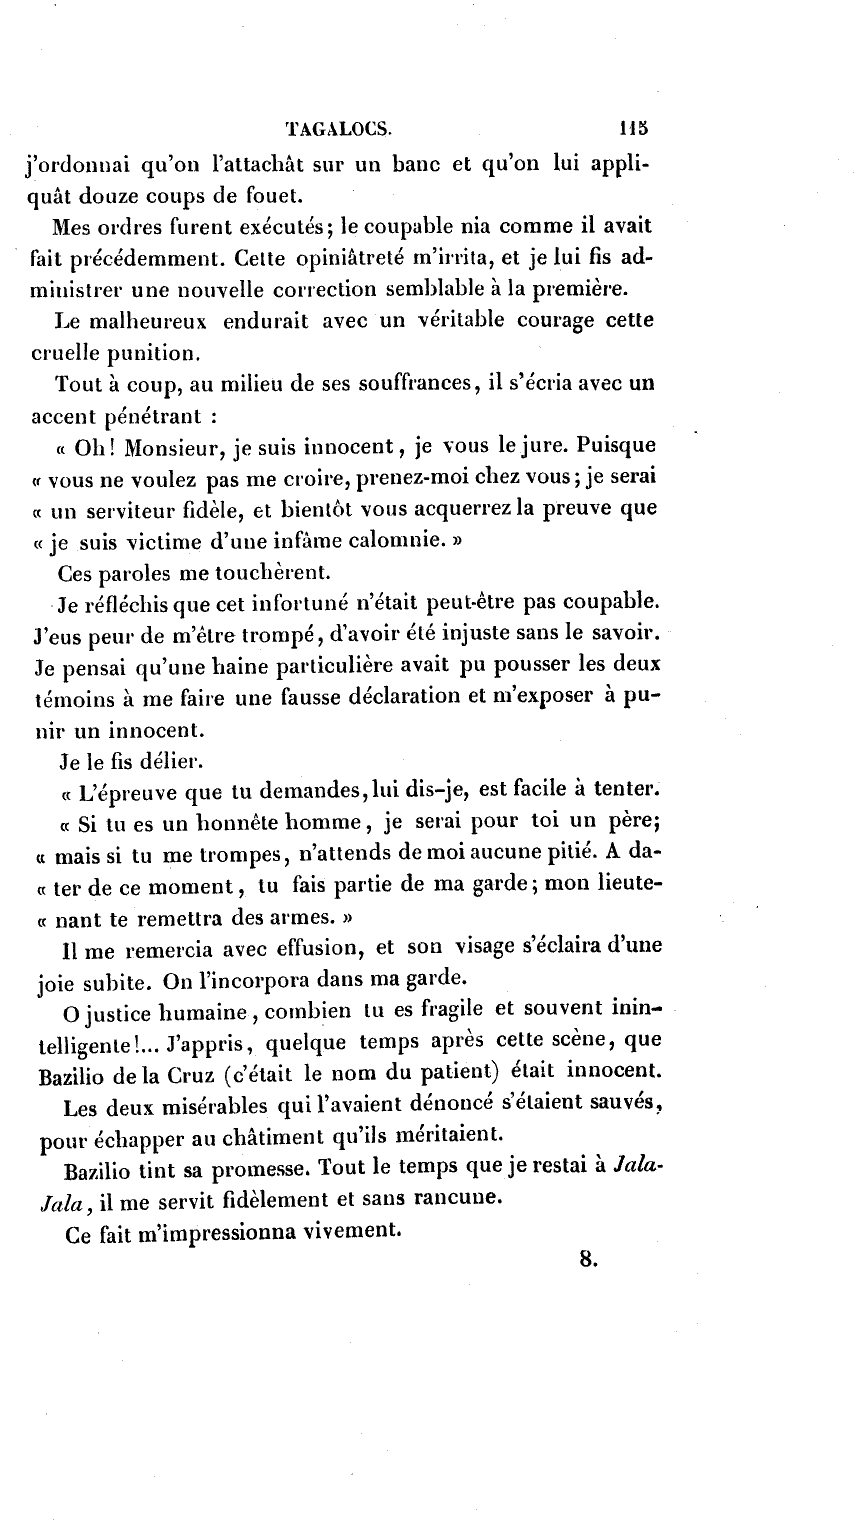 TAGALOCS. 115
j'ordonnai qu'on l'attachât sur un banc et qu'on lui appli-
quât douze coups de fouet.
Mes ordres furent exécutés; le coupable nia comme il avait
fait précédemment. Cette opiniâtreté m'irrita, et je lui fis ad-
ministrer une nouvelle correction semblable à la première.
Le malheureux endurait avec un véritable courage cette
cruelle punition.
Tout à coup, au milieu de ses souffrances, il s'écria avec un
accent pénétrant :
« Oh! Monsieur, je suis innocent, je vous le jure. Puisque
« vous ne voulez pas me croire, prenez-moi chez vous; je serai
« un serviteur fidèle, et bientôt vous acquerrez la preuve que
« je suis victime d'une infâme calomnie. »
Ces paroles me touchèrent.
Je réfléchis que cet infortuné n'était peut-être pas coupable.
J'eus peur de m'être trompé, d'avoir été injuste sans le savoir.
Je pensai qu'une haine particulière avait pu pousser les deux
témoins à me faire une fausse déclaration et m'exposer à pu-
nir un innocent.
Je le fis délier.
« L'épreuve que tu demandes, lui dis-je, est facile à tenter.
« Si tu es un honnête homme, je serai pour toi un père;
« mais si tu me trompes, n'attends de moi aucune pitié. A da-
« ter de ce moment, tu fais partie de ma garde; mon lieute-
« nant te remettra des armes. »
Il me remercia avec effusion, et son visage s'éclaira d'une
joie subite. On l'incorpora dans ma garde.
O justice humaine, combien tu es fragile et souvent inin-
telligente!... J'appris, quelque temps après cette scène, que
Bazilio de la Cruz (c'était le nom du patient) était innocent.
Les deux misérables qui l'avaient dénoncé s'étaient sauvés,
pour échapper au châtiment qu'ils méritaient.
Bazilio tint sa promesse. Tout le temps que je restai à Jala-
Jala, il me servit fidèlement et sans rancune.
Ce fait m'impressionna vivement.
8.